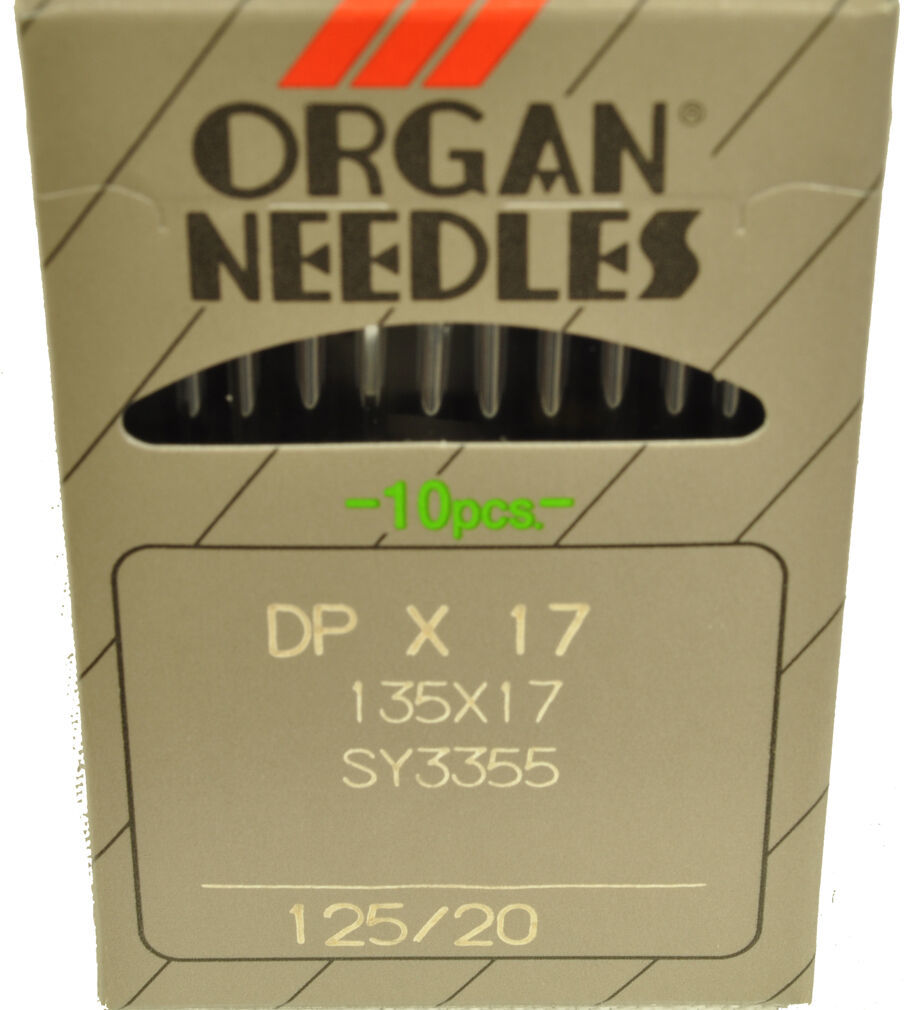 ORGAN®
NEEDLES
-10pcs.-
DP X 17
135X17
SY3355
125/20